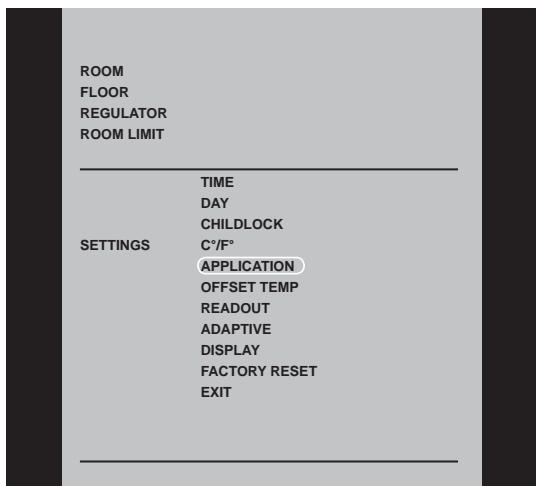 ROOM
FLOOR
REGULATOR
ROOM LIMIT
TIME
DAY
CHILDLOCK
SETTINGS C°/F°
APPLICATION
OFFSET TEMP
READOUT
ADAPTIVE
DISPLAY
FACTORY RESET
EXIT